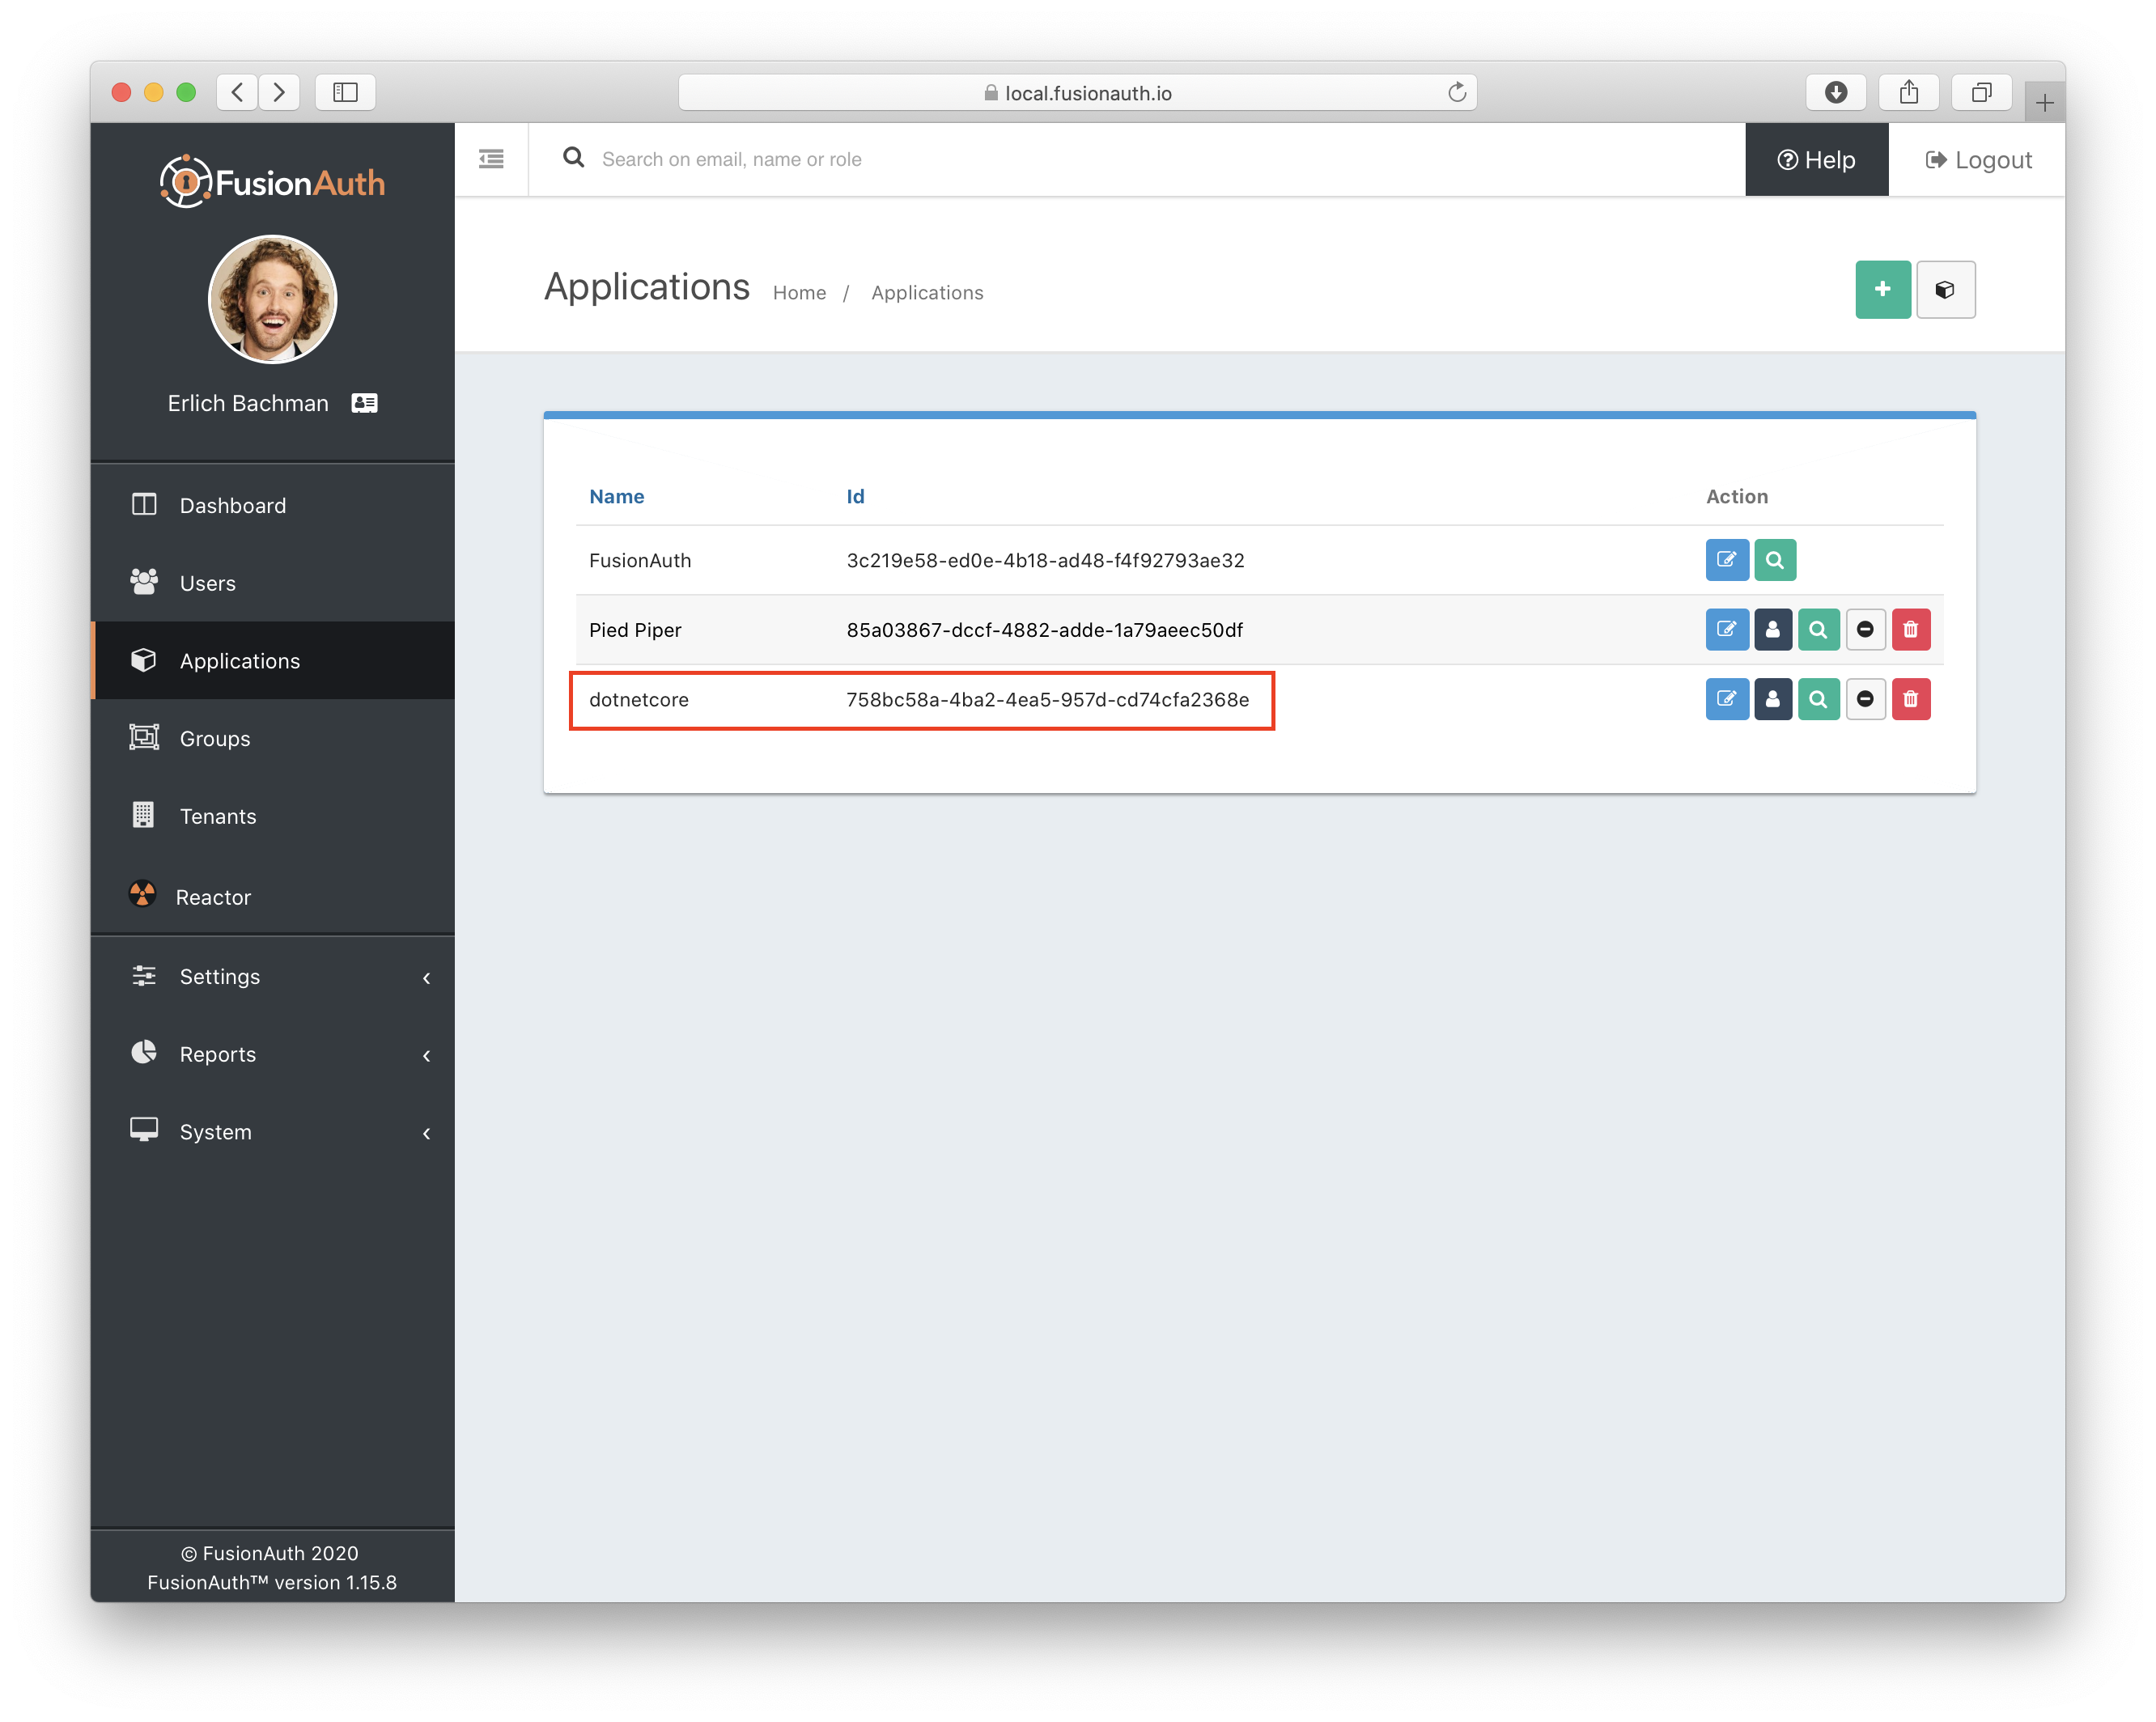 local.fusionauth.io
FusionAuth
Search on email, name or role
Help
Logout
Erlich Bachman
Dashboard
Users
Applications
Groups
Tenants
Reactor
Settings
Reports
System
© FusionAuth 2020
FusionAuth™ version 1.15.8
Applications Home / Applications
Name Id Action
FusionAuth 3c219e58-ed0e-4b18-ad48-f4f92793ae32
Pied Piper 85a03867-dccf-4882-adde-1a79aeec50df
dotnetcore 758bc58a-4ba2-4ea5-957d-cd74cfa2368e